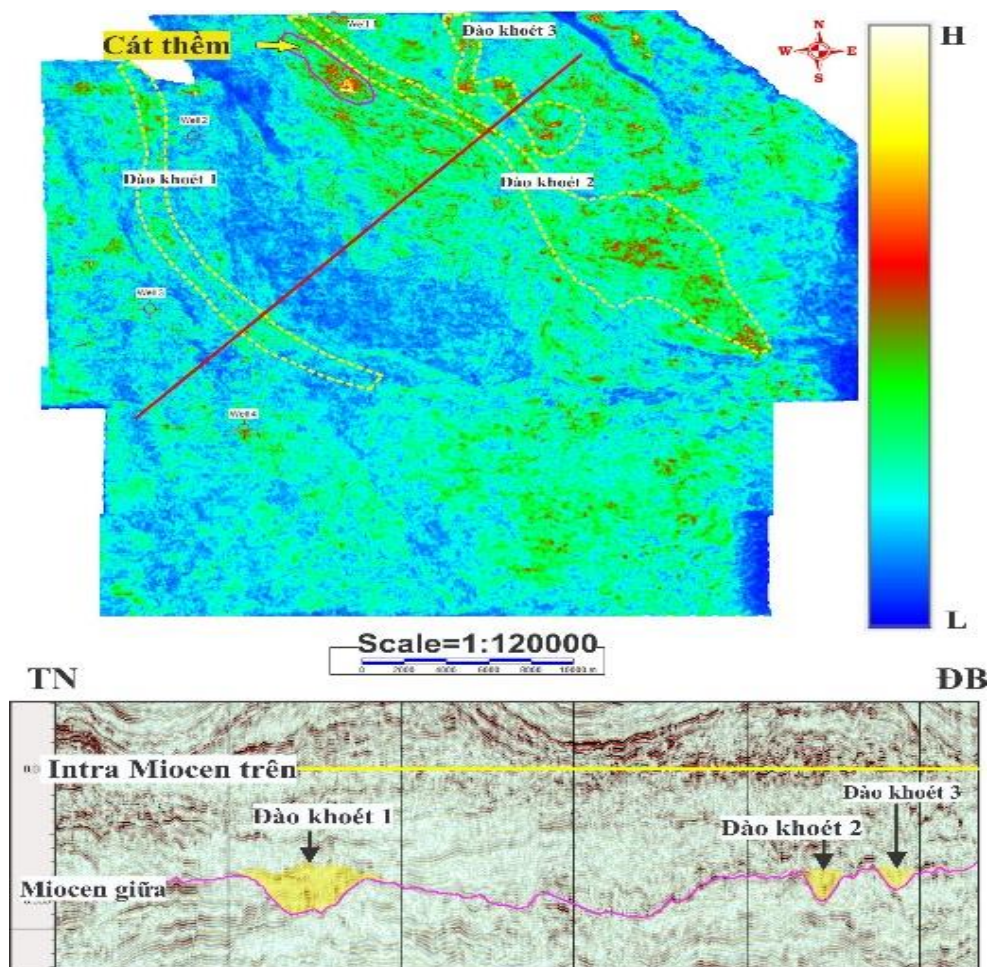 Well 1
Đào khoét 3
Cát thềm
N
W E
S
H
A
Well 2
Đào khoét 1
Đào khoét 2
Well 3
Well 4
L
Scale=1:120000
0 2000 4000 6000 8000 10000 m
TN
ĐB
Intra Miocen trên
Đào khoét 1
Đào khoét 2
Đào khoét 3
Miocen giữa